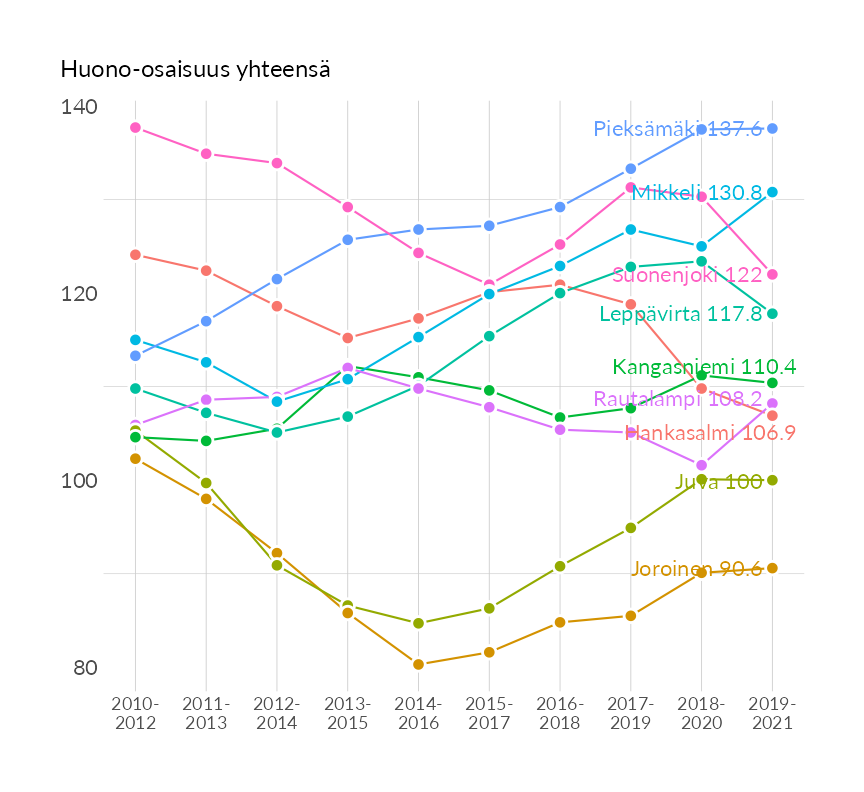 Huono-osaisuus yhteensä
140
120
100
80
Pieksämäki 137.6
Mikkeli 130.8
Suonenjoki 122
Leppävirta 117.8
Kangasniemi 110.4
Rautalampi 108.2
Hankasalmi 106.9
Juva 100
Joroinen 90.6
2010-
2012
2011-
2013
2012-
2014
2013-
2015
2014-
2016
2015-
2017
2016-
2018
2017-
2019
2018-
2020
2019-
2021